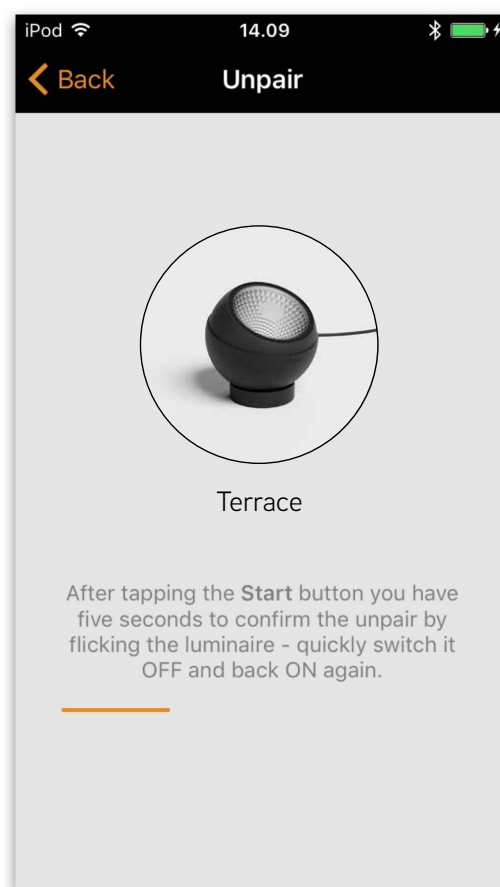 iPod 14.09
Back Unpair
Terrace
After tapping the Start button you have
five seconds to confirm the unpair by
flicking the luminaire - quickly switch it
OFF and back ON again.